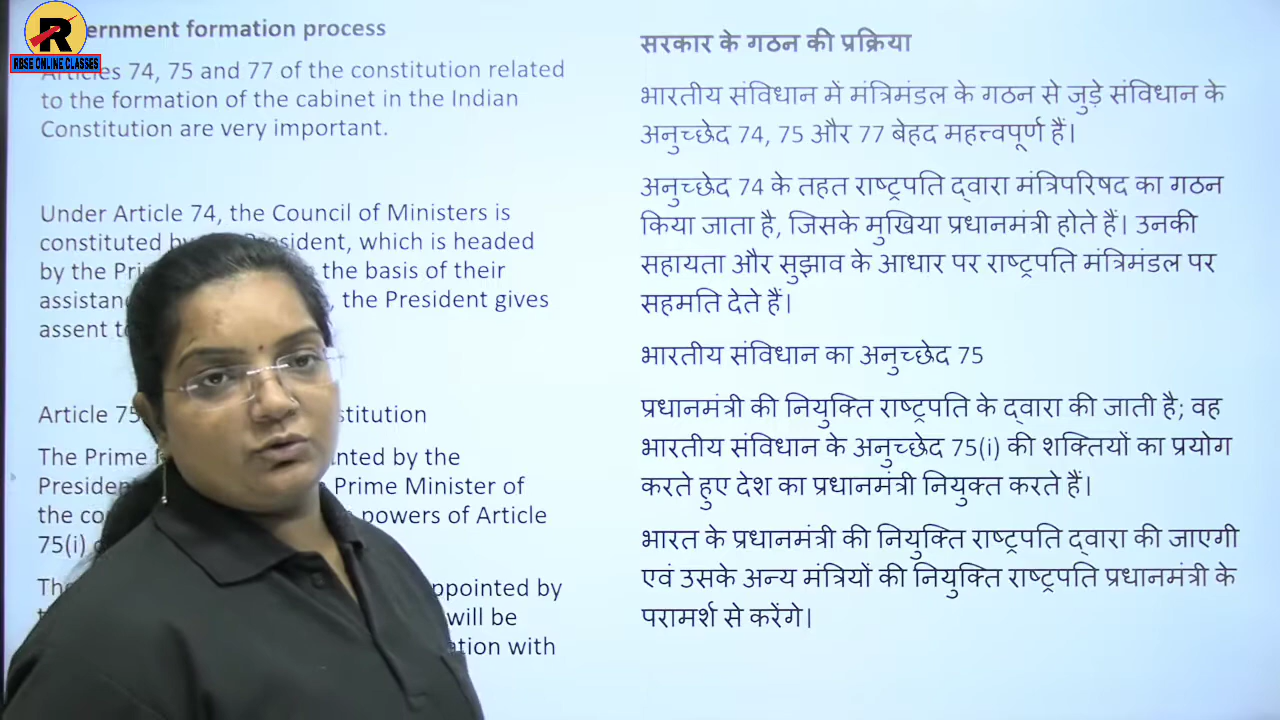 R
RBSE ONLINE CLASSES
ernment formation process
Articles 74, 75 and 77 of the constitution related
to the formation of the cabinet in the Indian
Constitution are very important.
Under Article 74, the Council of Ministers is
constituted by President, which is headed
by the the basis of their
the President gives
assent
Article 75
The Prime by the
Presiden Prime Minister of
the powers of Article
75(i)
ppointed by
will be
with
सरकार के गठन की प्रक्रिया
भारतीय संविधान में मंत्रिमंडल के गठन से जुड़े संविधान के
अनुच्छेद 74, 75 और 77 बेहद महत्त्वपूर्ण हैं।
अनुच्छेद 74 के तहत राष्ट्रपति द्वारा मंत्रिपरिषद का गठन
किया जाता है, जिसके मुखिया प्रधानमंत्री होते हैं। उनकी
सहायता और सुझाव के आधार पर राष्ट्रपति मंत्रिमंडल पर
सहमति देते हैं।
भारतीय संविधान का अनुच्छेद 75
प्रधानमंत्री की नियुक्ति राष्ट्रपति के द्वारा की जाती है; वह
भारतीय संविधान के अनुच्छेद 75(i) की शक्तियों का प्रयोग
करते हुए देश का प्रधानमंत्री नियुक्त करते हैं।
भारत के प्रधानमंत्री की नियुक्ति राष्ट्रपति द्वारा की जाएगी
एवं उसके अन्य मंत्रियों की नियुक्ति राष्ट्रपति प्रधानमंत्री के
परामर्श से करेंगे।